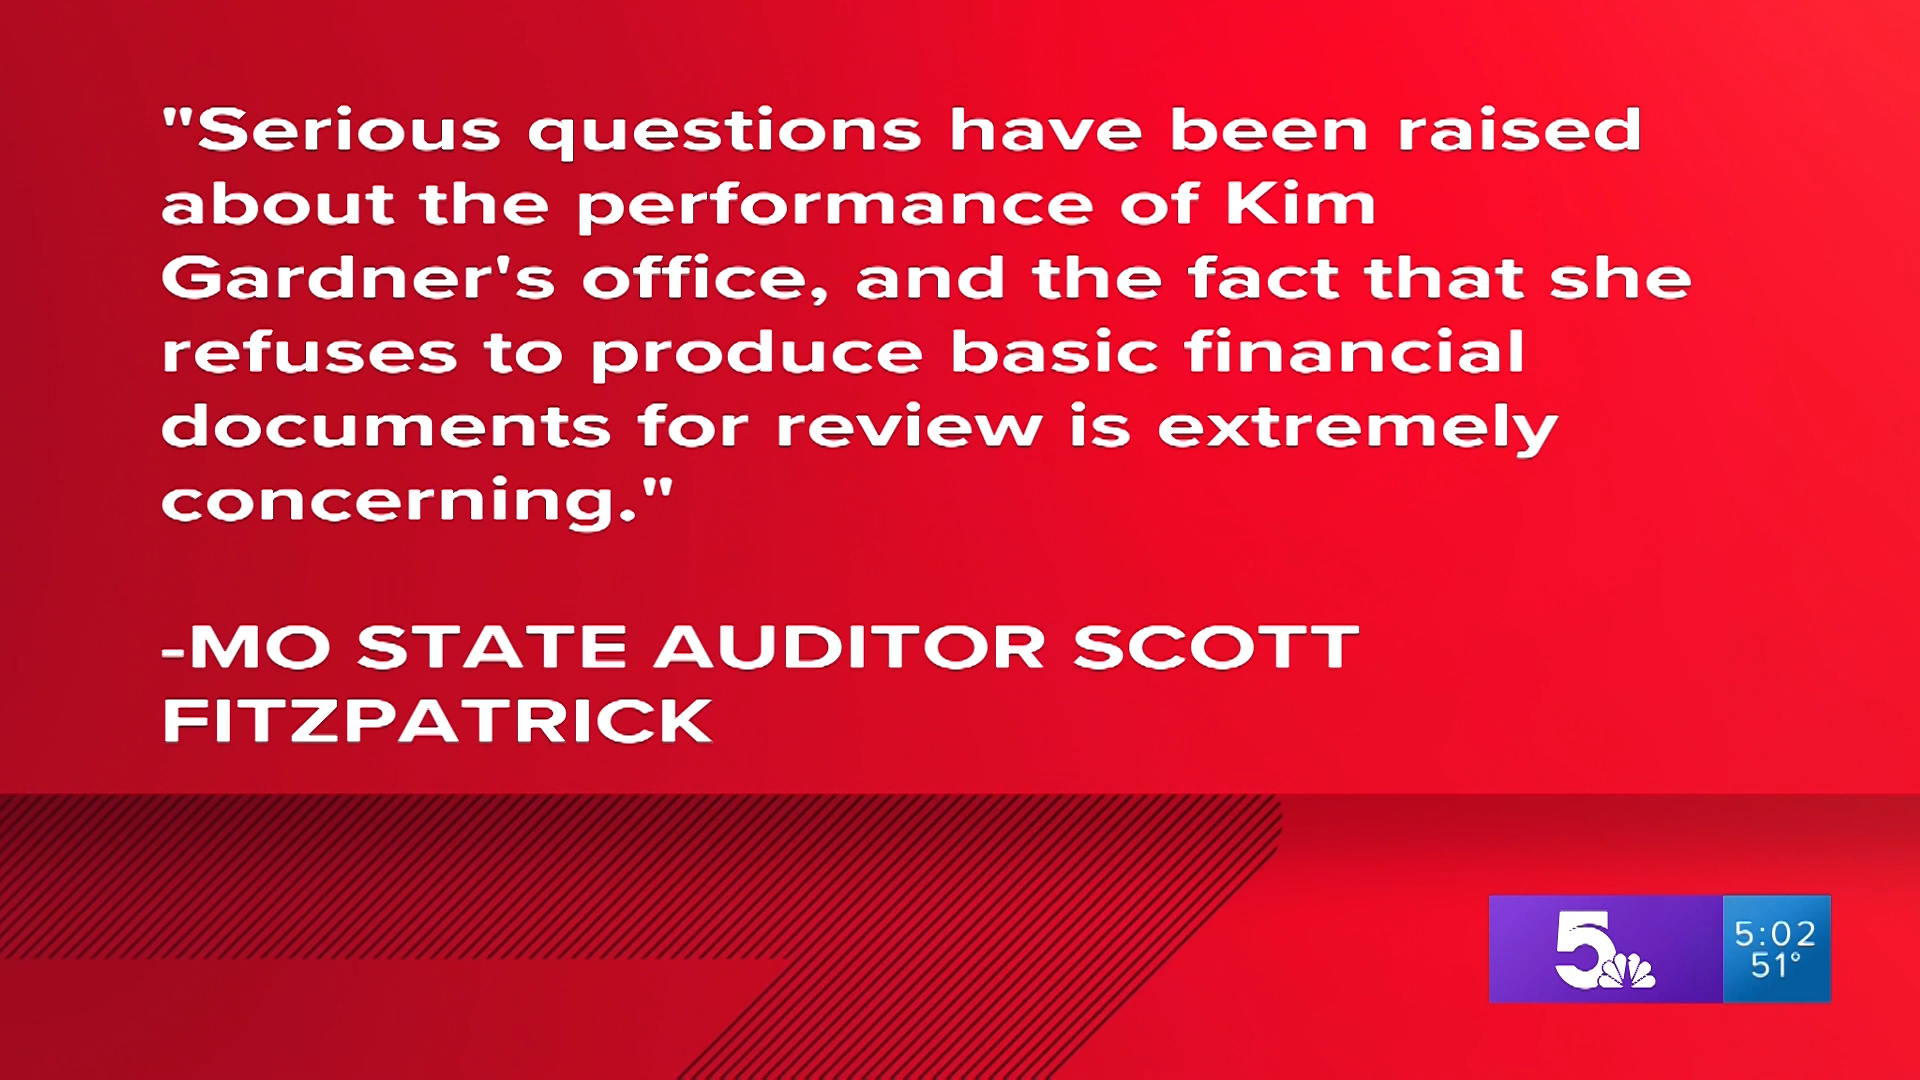 "Serious questions have been raised
about the performance of Kim
Gardner's office, and the fact that she
refuses to produce basic financial
documents for review is extremely
concerning."
-MO STATE AUDITOR SCOTT
FITZPATRICK
5
5:02
51°